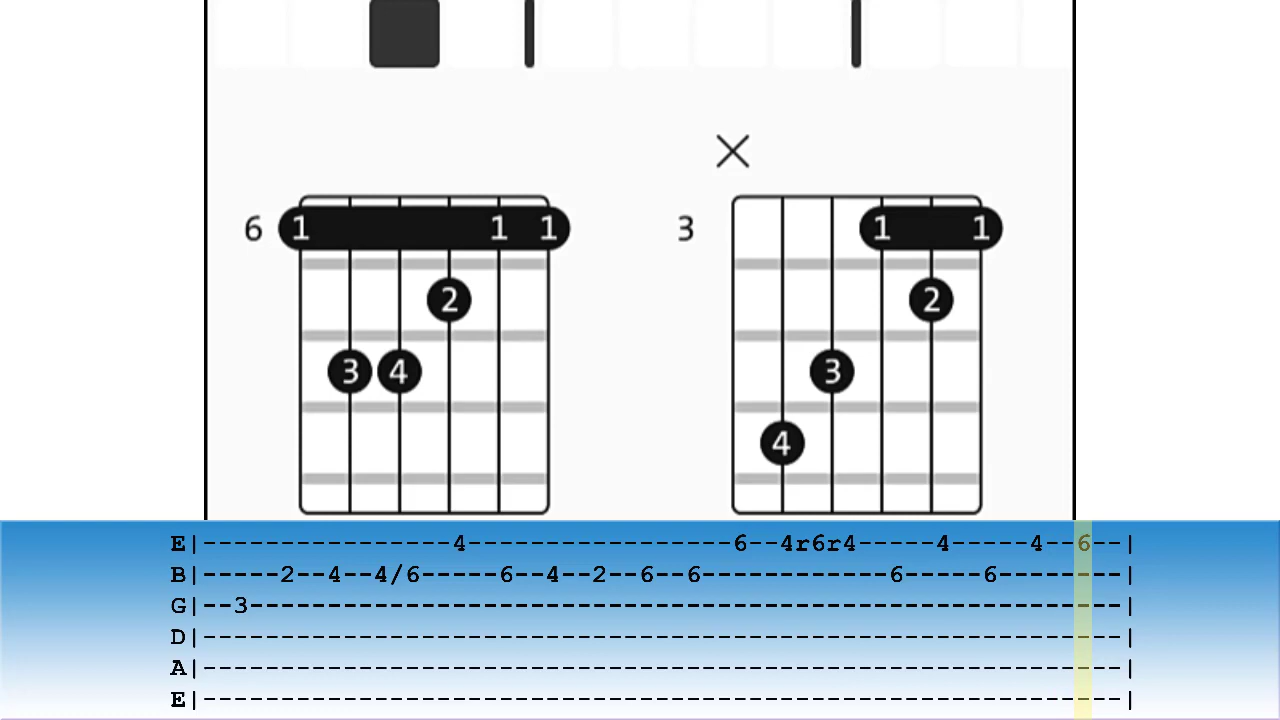 6 1 1 1
2
3 4
3 1 1
2
3
4
E|----------------4-----------------6--4r6r4-----4-----4--6--|
B|-----2--4--4/6-----6--4--2--6--6------------6-----6--------|
G|--3--------------------------------------------------------|
D|-----------------------------------------------------------|
A|-----------------------------------------------------------|
E|-----------------------------------------------------------|